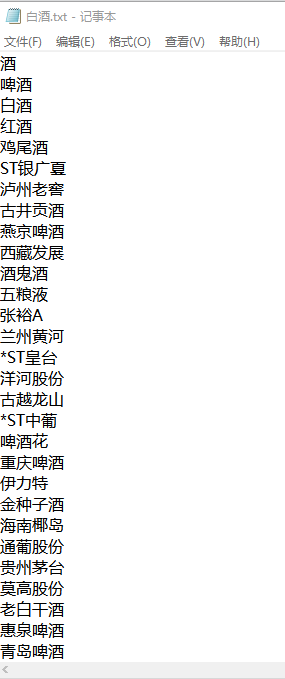 白酒.txt - 记事本
文件(F) 编辑(E) 格式(O) 查看(V) 帮助(H)
酒
啤酒
白酒
红酒
鸡尾酒
ST银广夏
泸州老窖
古井贡酒
燕京啤酒
西藏发展
酒鬼酒
五粮液
张裕A
兰州黄河
*ST皇台
洋河股份
古越龙山
*ST中葡
啤酒花
重庆啤酒
伊力特
金种子酒
海南椰岛
通葡股份
贵州茅台
莫高股份
老白干酒
惠泉啤酒
青岛啤酒